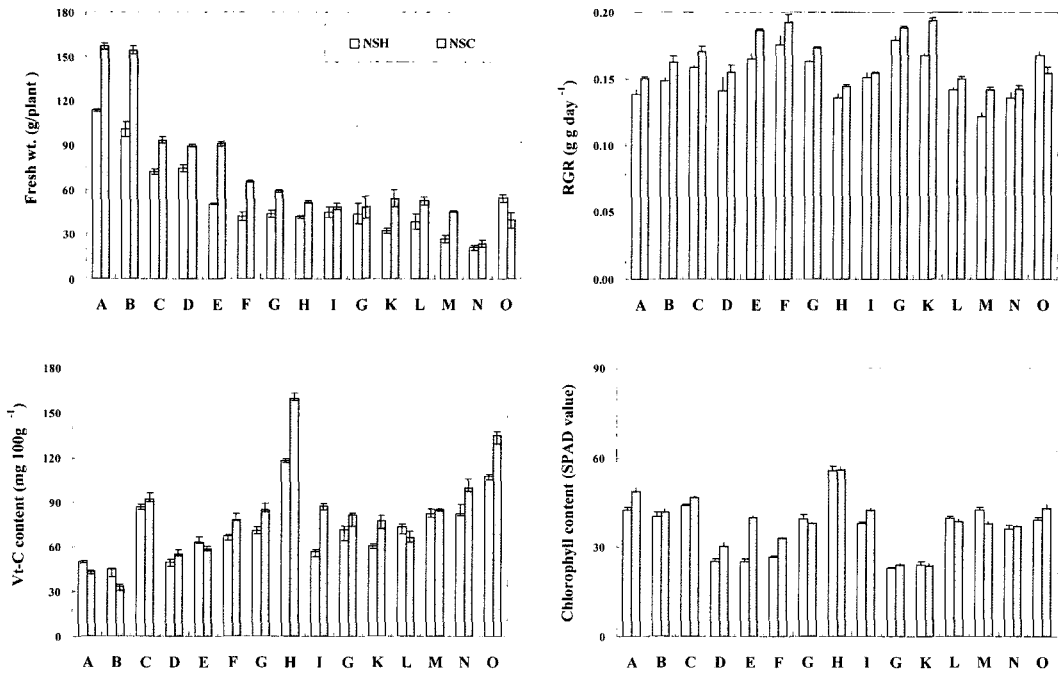 180
150
120
90
60
30
0
Fresh wt. (g/plant)
NSH NSC
A B C D E F G H I G K L M N O
0.20
0.15
0.10
0.05
0.00
RGR (g g day -1)
A B C D E F G H I G K L M N O
180
150
120
90
60
30
0
Vt-C content (mg 100g -1)
A B C D E F G H I G K L M N O
90
60
30
0
Chlorophyll content (SPAD value)
A B C D E F G H I G K L M N O